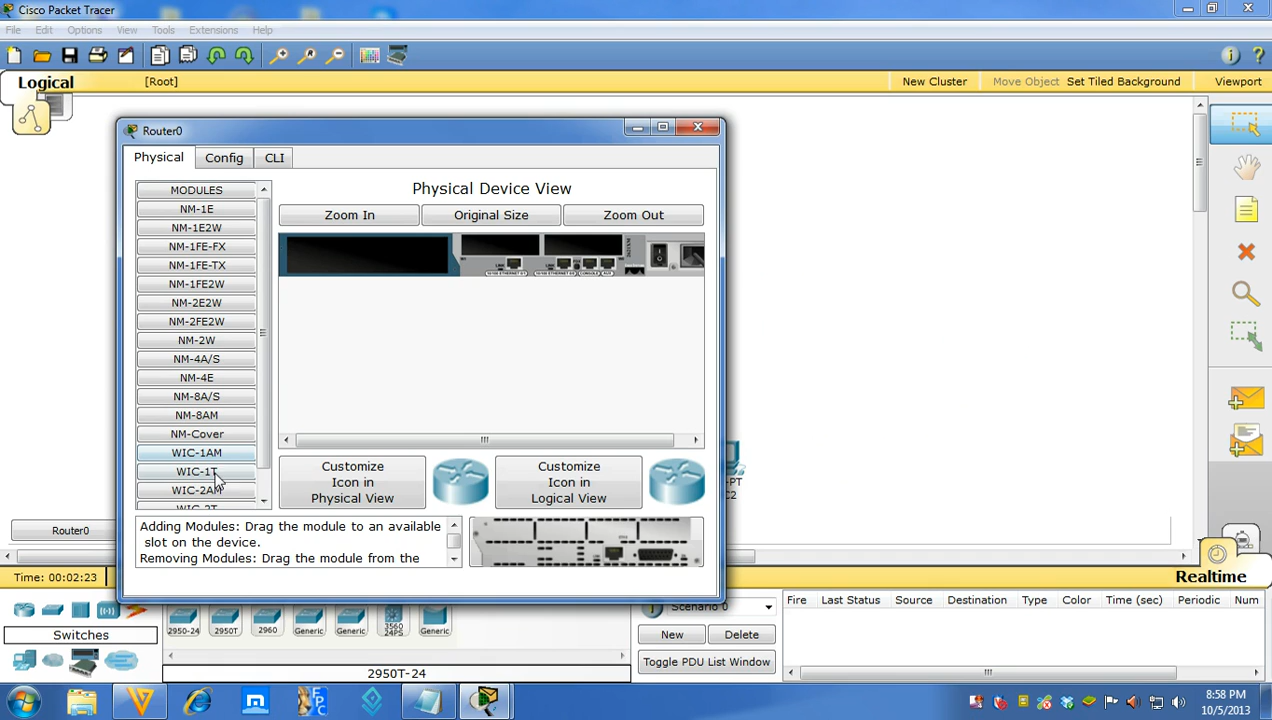 Cisco Packet Tracer
File Edit Options View Tools Extensions Help
Logical [Root] New Cluster Move Object Set Tiled Background Viewport
Router0
Physical Config CLI
MODULES
NM-1E
NM-1E2W
NM-1FE-FX
NM-1FE-TX
NM-1FE2W
NM-2E2W
NM-2FE2W
NM-2W
NM-4A/S
NM-4E
NM-8A/S
NM-8AM
NM-Cover
WIC-1AM
WIC-1T
WIC-2AM
WIC-2T
Physical Device View
Zoom In Original Size Zoom Out
Customize
Icon in
Physical View
Customize
Icon in
Logical View
Adding Modules: Drag the module to an available
slot on the device.
Removing Modules: Drag the module from the
-PT
C2
Router0
Time: 00:02:23
Realtime
Switches
2950-24 2950T 2960 Generic Generic 3560 24PS Generic
2950T-24
Scenario 0
New Delete
Toggle PDU List Window
Fire Last Status Source Destination Type Color Time (sec) Periodic Num
8:58 PM
10/5/2013